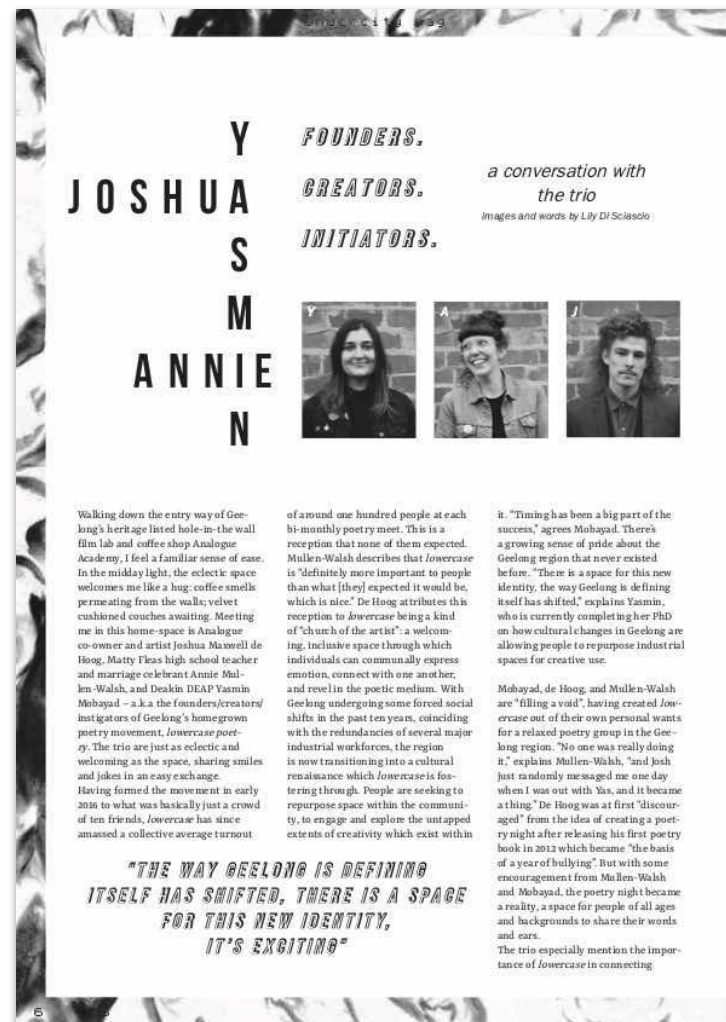 YASMIN
JOSHUA
ANNIE
FOUNDERS.
CREATORS.
INITIATORS.
a conversation with
the trio
Images and words by Lily Di Sciascio
Y
A
J
Walking down the entry way of Gee-
long's heritage listed hole-in-the wall
film lab and coffee shop Analogue
Academy, I feel a familiar sense of ease.
In the midday light, the eclectic space
welcomes me like a hug: coffee smells
permeating from the walls; velvet
cushioned couches awaiting. Meeting
me in this home-space is Analogue
co-owner and artist Joshua Maxwell de
Hoog, Matty Fleas high school teacher
and marriage celebrant Annie Mul-
len-Walsh, and Deakin DEAP Yasmin
Mobayad – a.k.a the founders/creators/
instigators of Geelong's homegrown
poetry movement, lowercase poet-
ry. The trio are just as eclectic and
welcoming as the space, sharing smiles
and jokes in an easy exchange.
Having formed the movement in early
2016 to what was basically just a crowd
of ten friends, lowercase has since
amassed a collective average turnout
of around one hundred people at each
bi-monthly poetry meet. This is a
reception that none of them expected.
Mullen-Walsh describes that lowercase
is "definitely more important to people
than what [they] expected it would be,
which is nice." De Hoog attributes this
reception to lowercase being a kind
of "church of the artist": a welcom-
ing, inclusive space through which
individuals can communally express
emotion, connect with one another,
and revel in the poetic medium. With
Geelong undergoing some forced social
shifts in the past ten years, coinciding
with the redundancies of several major
industrial workforces, the region
is now transitioning into a cultural
renaissance which lowercase is fos-
tering through. People are seeking to
repurpose space within the communi-
ty, to engage and explore the untapped
extents of creativity which exist within
it. "Timing has been a big part of the
success," agrees Mobayad. There's
a growing sense of pride about the
Geelong region that never existed
before. "There is a space for this new
identity, the way Geelong is defining
itself has shifted," explains Yasmin,
who is currently completing her PhD
on how cultural changes in Geelong are
allowing people to repurpose industrial
spaces for creative use.
Mobayad, de Hoog, and Mullen-Walsh
are "filling a void", having created low-
ercase out of their own personal wants
for a relaxed poetry group in the Gee-
long region. "No one was really doing
it," explains Mullen-Walsh, "and Josh
just randomly messaged me one day
when I was out with Yas, and it became
a thing." De Hoog was at first "discour-
aged" from the idea of creating a poet-
ry night after releasing his first poetry
book in 2012 which became "the basis
of a year of bullying". But with some
encouragement from Mullen-Walsh
and Mobayad, the poetry night became
a reality, a space for people of all ages
and backgrounds to share their words
and ears.
The trio especially mention the impor-
tance of lowercase in connecting
"THE WAY GEELONG IS DEFINING
ITSELF HAS SHIFTED, THERE IS A SPACE
FOR THIS NEW IDENTITY,
IT'S EXCITING"
6